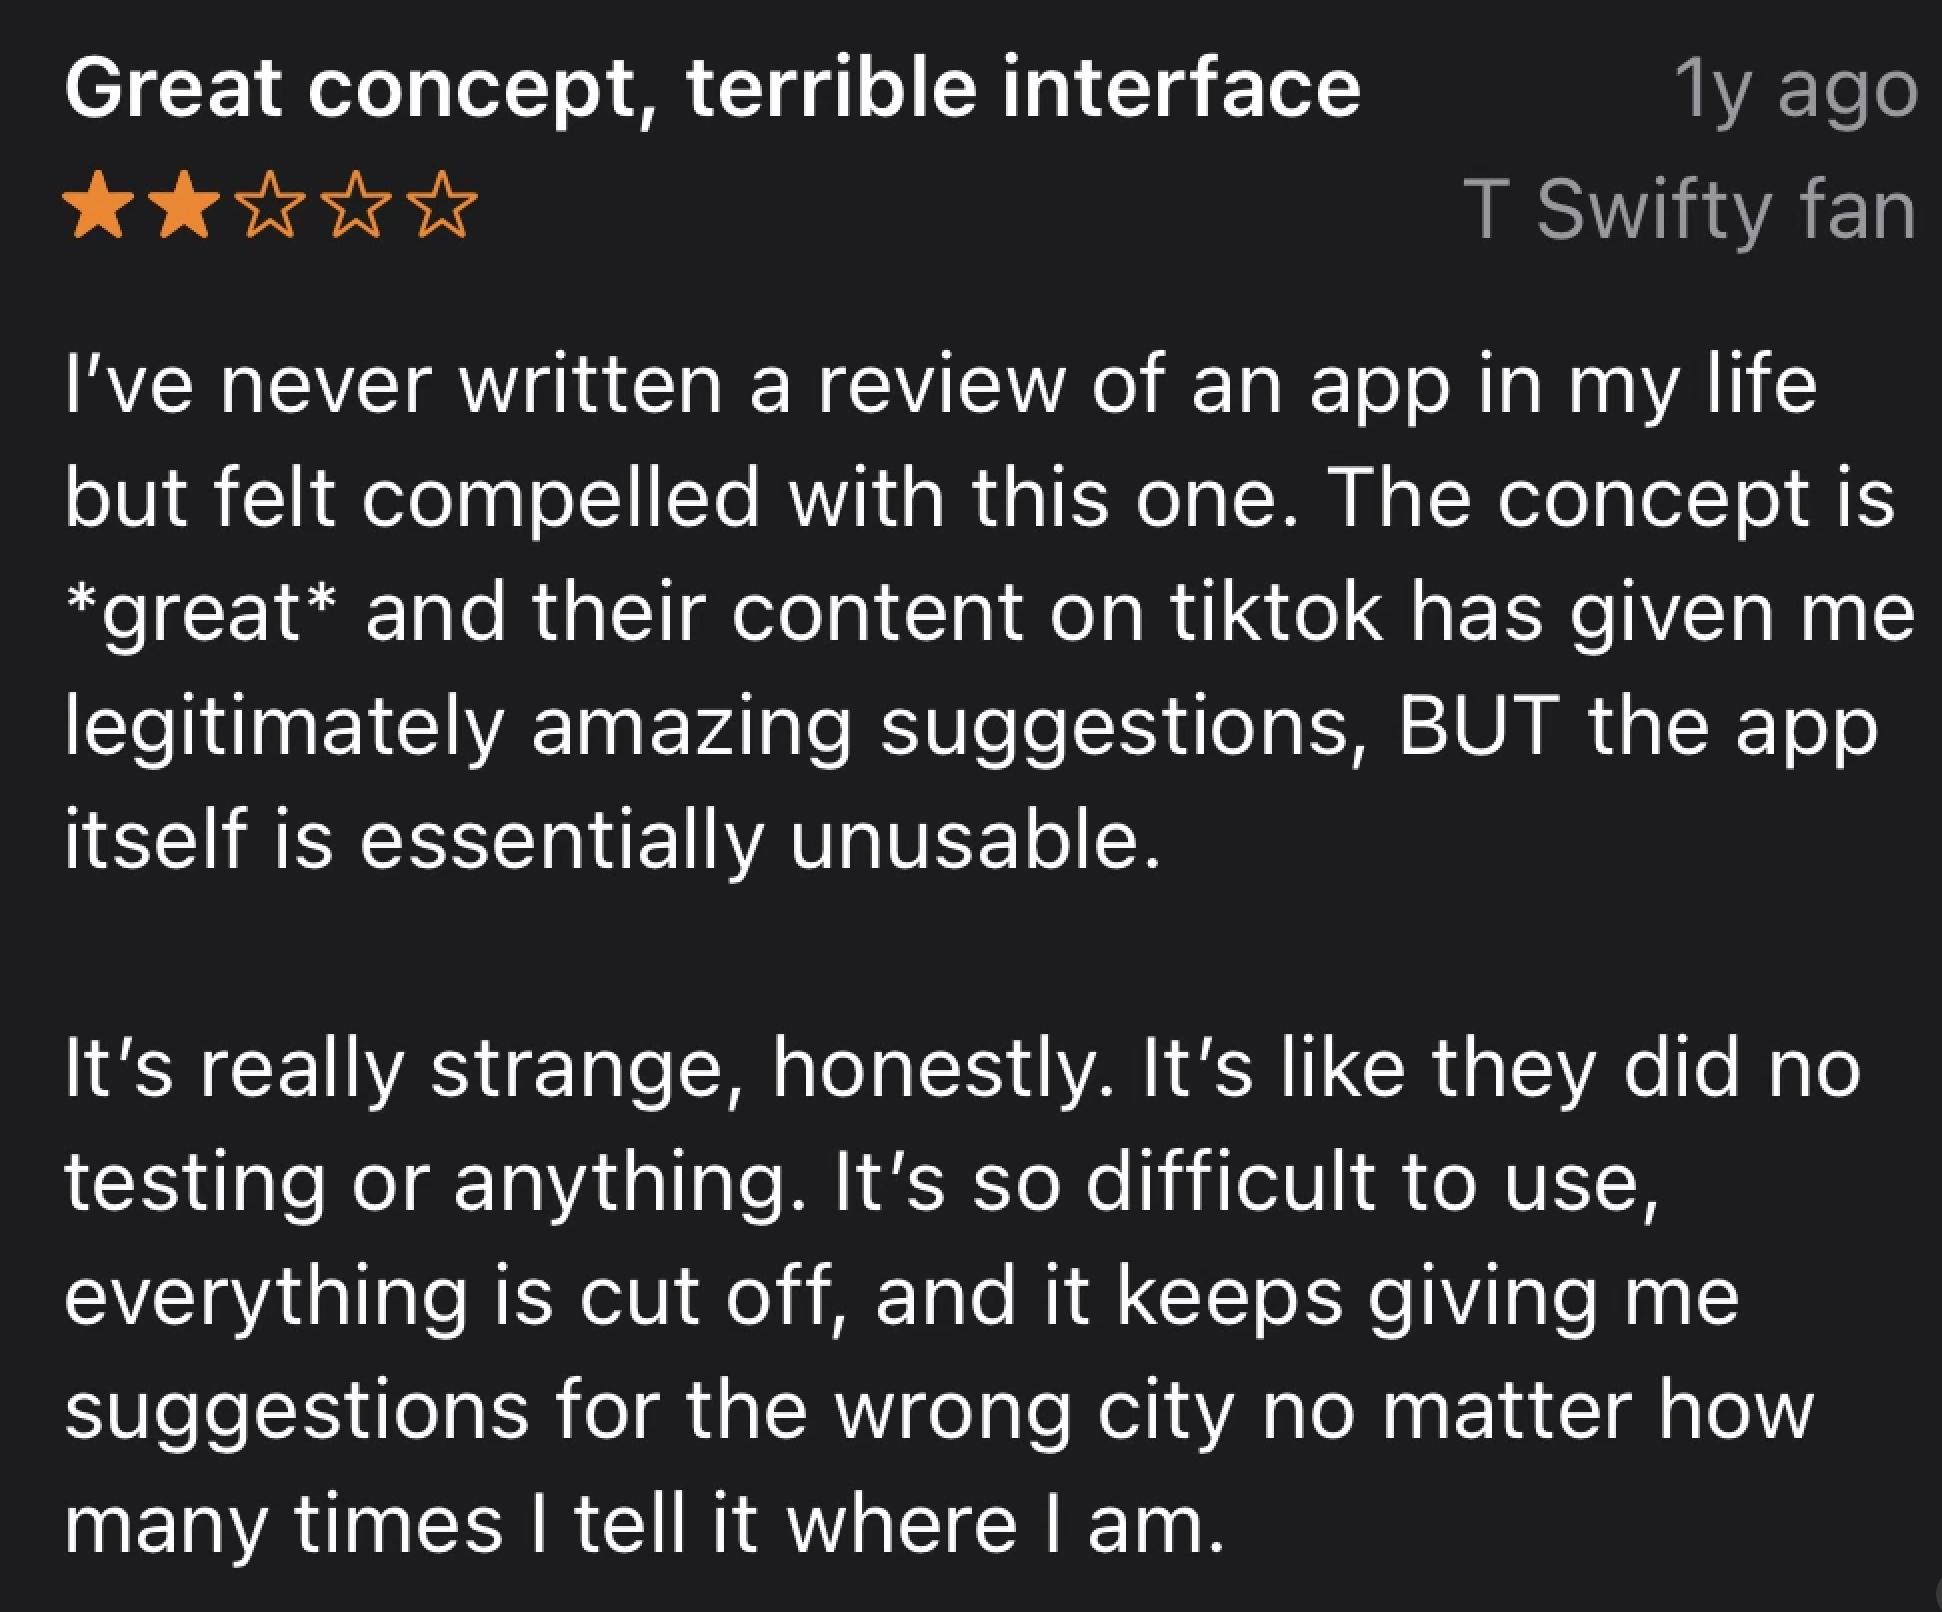 Great concept, terrible interface
1y ago
★★☆☆☆
T Swifty fan
I’ve never written a review of an app in my life
but felt compelled with this one. The concept is
*great* and their content on tiktok has given me
legitimately amazing suggestions, BUT the app
itself is essentially unusable.
It’s really strange, honestly. It’s like they did no
testing or anything. It’s so difficult to use,
everything is cut off, and it keeps giving me
suggestions for the wrong city no matter how
many times I tell it where I am.